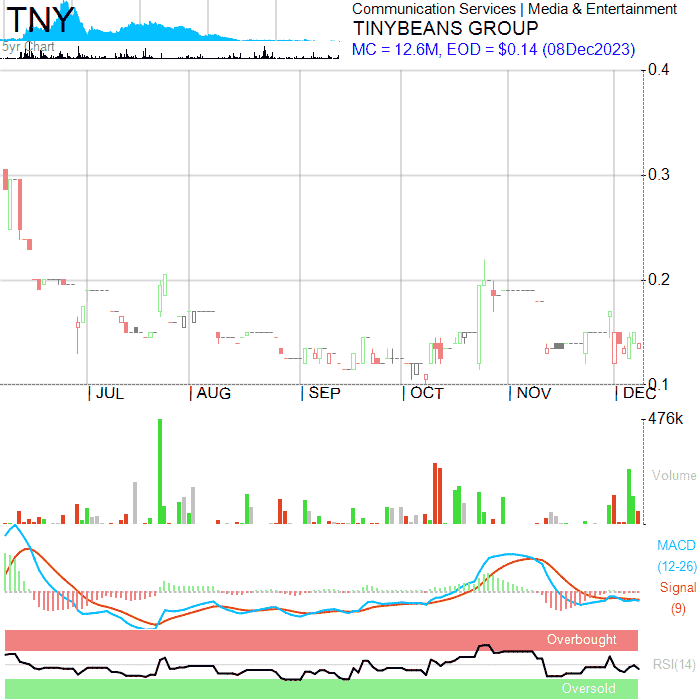 TNY
5yr Chart
Communication Services | Media & Entertainment
TINYBEANS GROUP
MC = 12.6M, EOD = $0.14 (08Dec2023)
0.4
0.3
0.2
0.1
JUL AUG SEP OCT NOV DEC
476k
Volume
MACD
(12-26)
Signal
(9)
Overbought
RSI(14)
Oversold